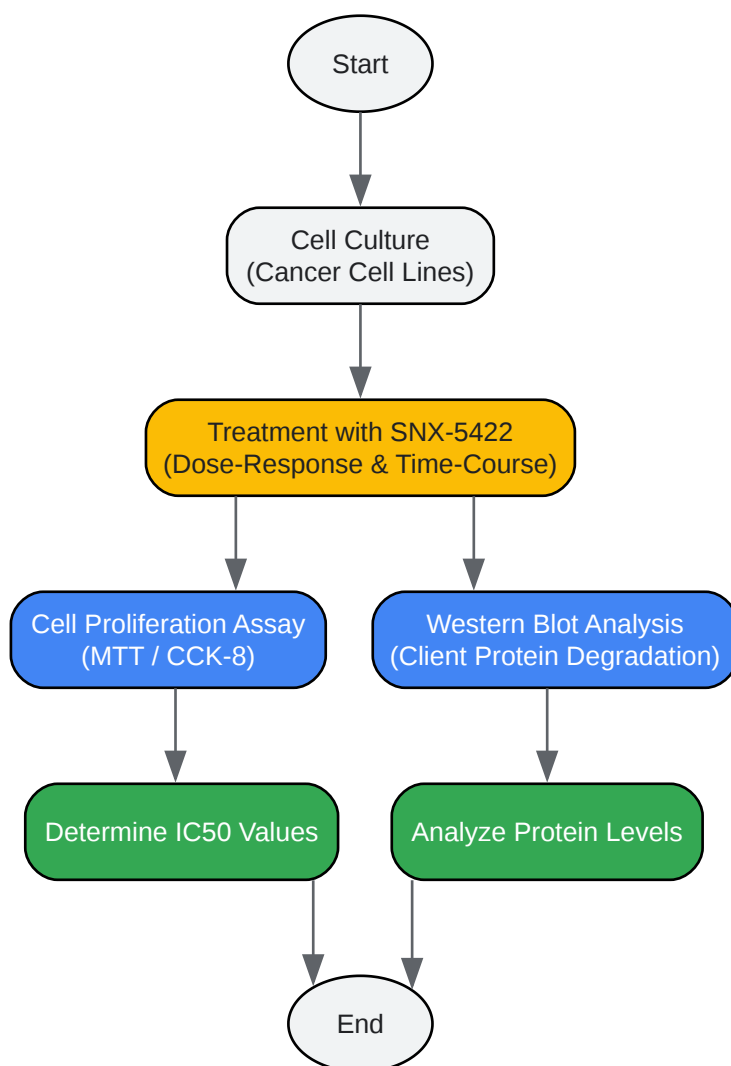 Start
Cell Culture
(Cancer Cell Lines)
Treatment with SNX-5422
(Dose-Response & Time-Course)
Cell Proliferation Assay
(MTT / CCK-8)
Western Blot Analysis
(Client Protein Degradation)
Determine IC50 Values
Analyze Protein Levels
End